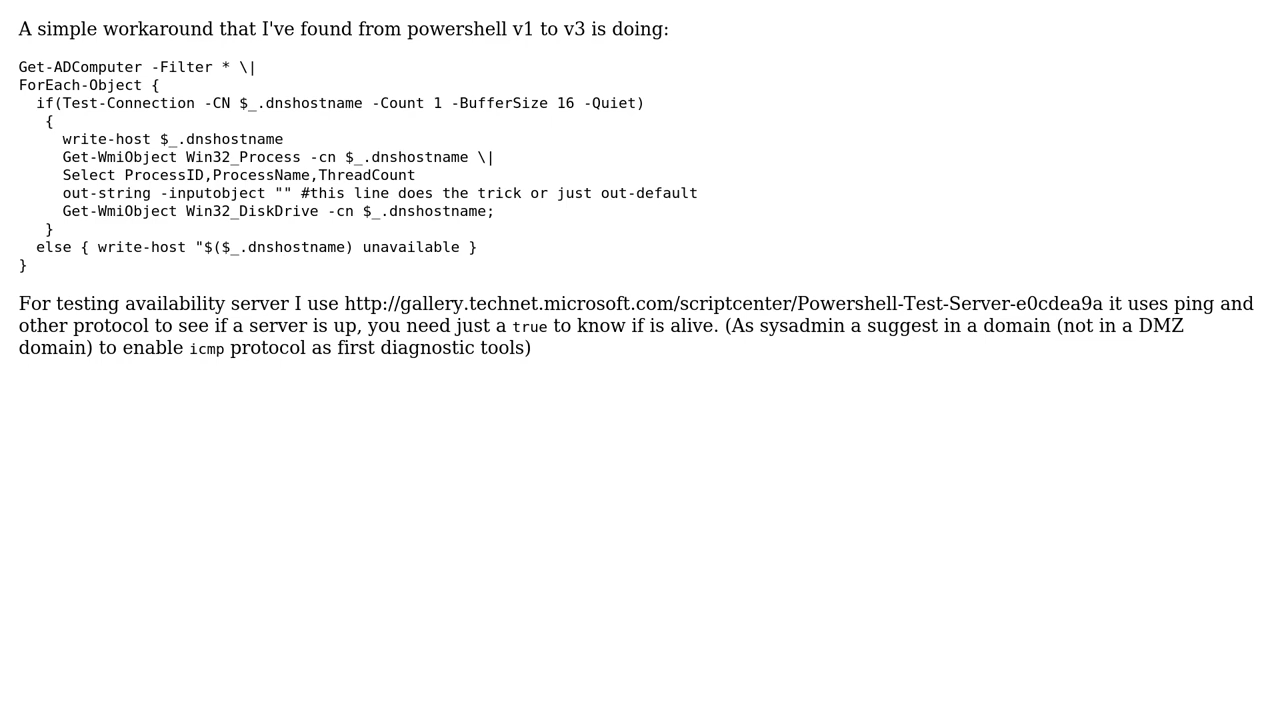 A simple workaround that I've found from powershell v1 to v3 is doing:
Get-ADComputer -Filter * \|
ForEach-Object {
  if(Test-Connection -CN $_.dnshostname -Count 1 -BufferSize 16 -Quiet)
   {
     write-host $_.dnshostname
     Get-WmiObject Win32_Process -cn $_.dnshostname \|
     Select ProcessID,ProcessName,ThreadCount
     out-string -inputobject "" #this line does the trick or just out-default
     Get-WmiObject Win32_DiskDrive -cn $_.dnshostname;
   }
  else { write-host "$($_.dnshostname) unavailable }
}
For testing availability server I use http://gallery.technet.microsoft.com/scriptcenter/Powershell-Test-Server-e0cdea9a it uses ping and
other protocol to see if a server is up, you need just a true to know if is alive. (As sysadmin a suggest in a domain (not in a DMZ
domain) to enable icmp protocol as first diagnostic tools)